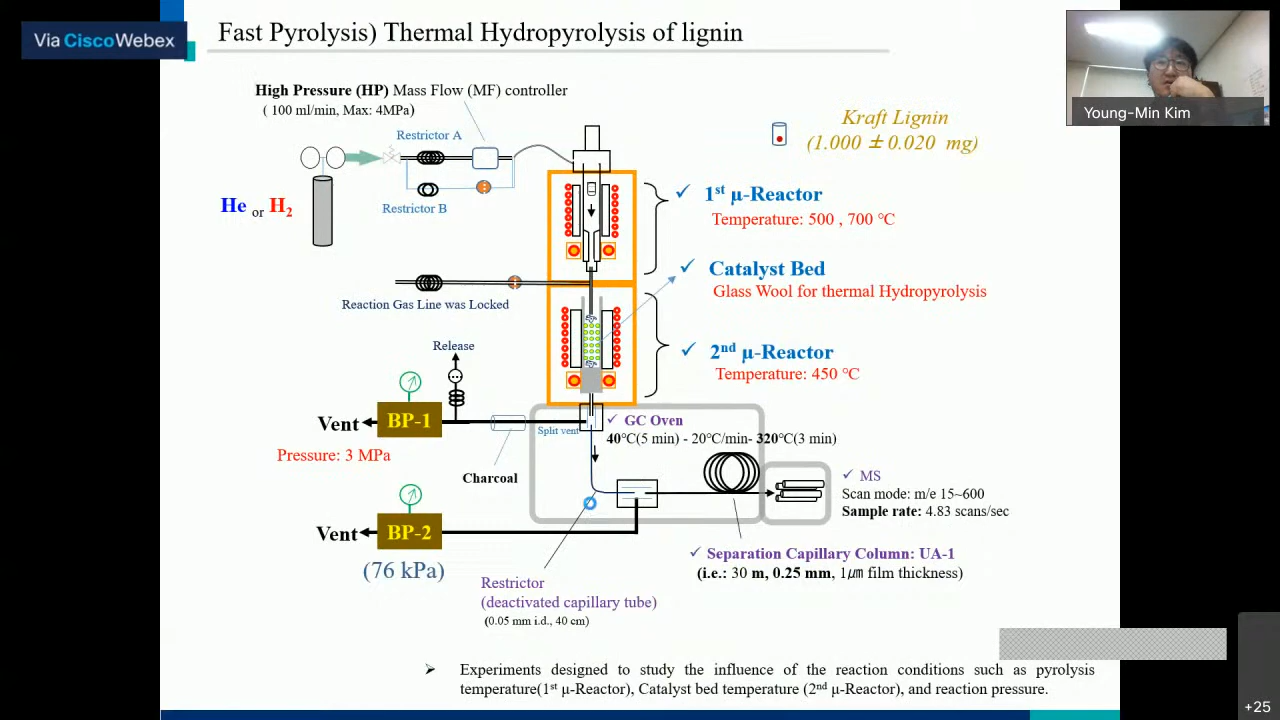 Via Cisco Webex
Fast Pyrolysis) Thermal Hydropyrolysis of lignin
Young-Min Kim
High Pressure (HP) Mass Flow (MF) controller
( 100 ml/min, Max: 4MPa)
Restrictor A
Kraft Lignin
(1.000 ± 0.020 mg)
He or H2
Restrictor B
✓ 1st µ-Reactor
Temperature: 500 , 700 ℃
✓ Catalyst Bed
Glass Wool for thermal Hydropyrolysis
Reaction Gas Line was Locked
✓ 2nd µ-Reactor
Temperature: 450 ℃
Release
Vent
BP-1
Split vent
✓ GC Oven
40℃(5 min) - 20℃/min- 320℃(3 min)
Pressure: 3 MPa
Charcoal
✓ MS
Scan mode: m/e 15~600
Sample rate: 4.83 scans/sec
Vent
BP-2
(76 kPa)
✓ Separation Capillary Column: UA-1
(i.e.: 30 m, 0.25 mm, 1㎛ film thickness)
Restrictor
(deactivated capillary tube)
(0.05 mm i.d., 40 cm)
➢ Experiments designed to study the influence of the reaction conditions such as pyrolysis
temperature(1st µ-Reactor), Catalyst bed temperature (2nd µ-Reactor), and reaction pressure.
+25